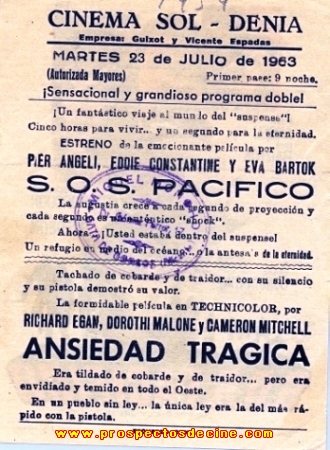 1959
CINEMA SOL - DENIA
Empresa: Guixot y Vicente Espadas
MARTES 23 de JULIO de 1963
(Autorizada Mayores) Primer pase: 9 noche.
¡Sensacional y grandioso programa doble!
¡Un fantástico viaje al mundo del "suspense"!
Cinco horas para vivir... y no segundo para la eternidad.
ESTRENO de la emocionante película por
PIER ANGELI, EDDIE CONSTANTINE Y EVA BARTOK
S. O. S. PACIFICO
La angustia crece a cada segundo de proyección y
cada segundo es un auténtico "shock".
Ahora ¡Usted estaba dentro del suspense!
Un refugio en medio del océano... o la antesala de la eternidad.
Tachado de cobarde y de traidor... con su silencio
y su pistola demostró su valor.
La formidable película en TECHNICOLOR, por
RICHARD EGAN, DOROTHI MALONE y CAMERON MITCHELL
ANSIEDAD TRAGICA
Era tildado de cobarde y de traidor... pero era
envidiado y temido en todo el Oeste.
En un pueblo sin ley... la única ley era la del más rá-
pido con la pistola.
www.prospectosdecine.com